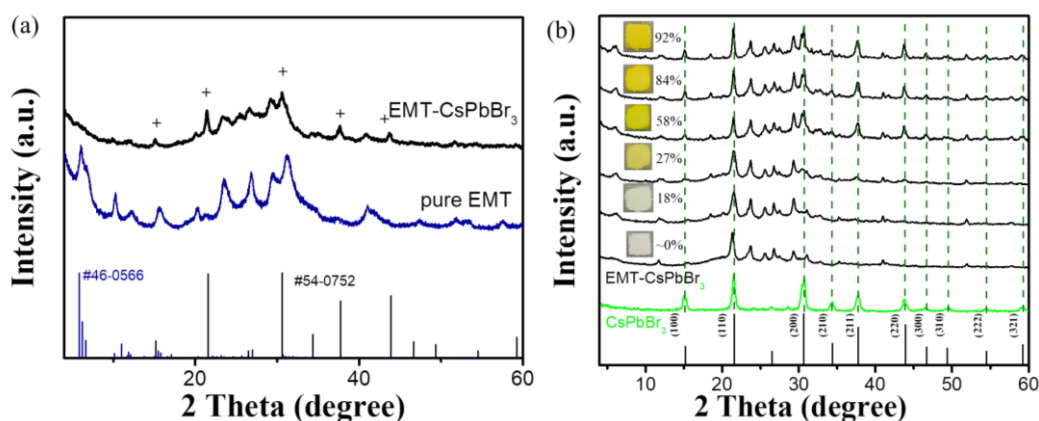 (a)
Intensity (a.u.)
+ + + + +
EMT-CsPbBr₃
pure EMT
#46-0566
#54-0752
20 40 60
2 Theta (degree)
(b)
Intensity (a.u.)
92%
84%
58%
27%
18%
~0%
EMT-CsPbBr₃
CsPbBr₃
(100) (110) (200) (210) (211) (220) (300) (310) (222) (321)
10 20 30 40 50 60
2 Theta (degree)